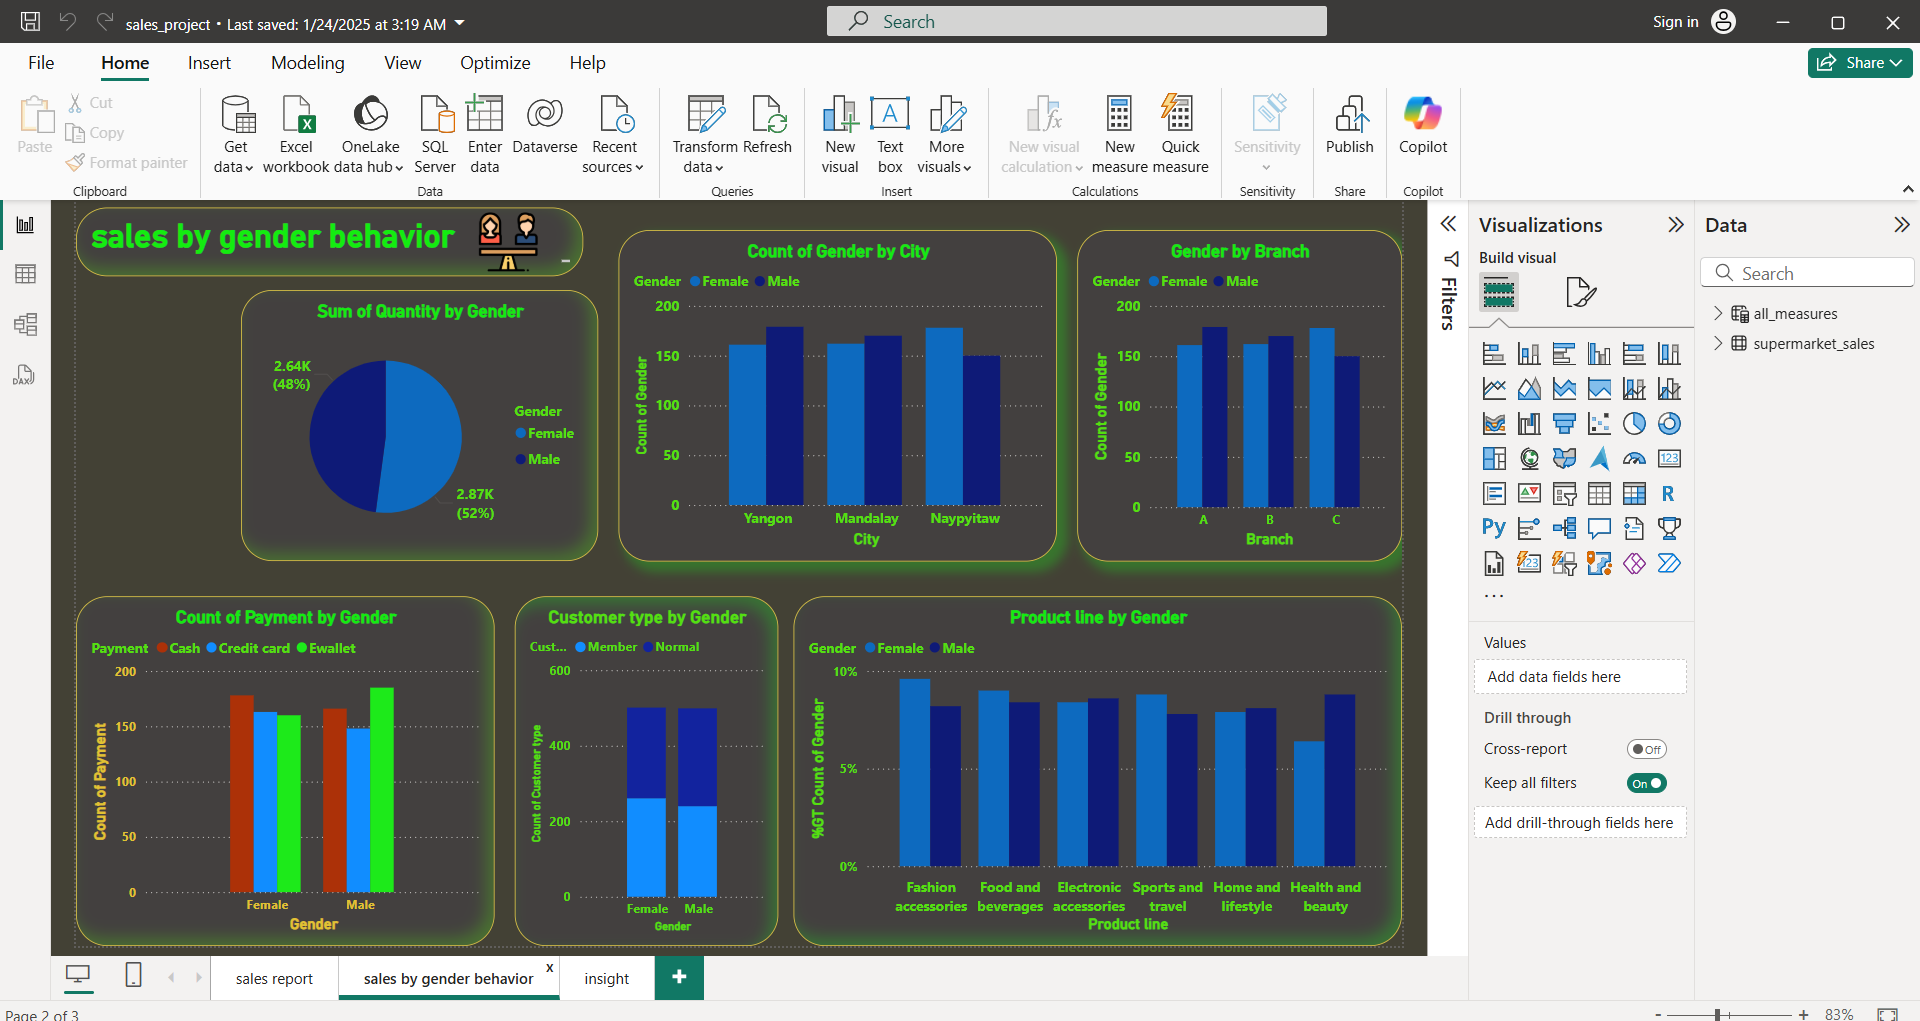 sales_project • Last saved: 1/24/2025 at 3:19 AM
Search
Sign in
File
Home
Insert
Modeling
View
Optimize
Help
Share
Paste
Cut
Copy
Format painter
Clipboard
Get data
Excel workbook
OneLake data hub
SQL Server
Enter data
Dataverse
Recent sources
Data
Transform data
Refresh
Queries
New visual
Text box
More visuals
Insert
New visual calculation
New measure
Quick measure
Calculations
Sensitivity
Sensitivity
Publish
Share
Copilot
Copilot
DAX
sales by gender behavior
Sum of Quantity by Gender
2.64K
(48%)
2.87K
(52%)
Gender
Female
Male
Count of Gender by City
Gender Female Male
Count of Gender
200
150
100
50
0
Yangon Mandalay Naypyitaw
City
Gender by Branch
Gender Female Male
Count of Gender
200
150
100
50
0
A B C
Branch
Count of Payment by Gender
Payment Cash Credit card Ewallet
Count of Payment
200
150
100
50
0
Female Male
Gender
Customer type by Gender
Cust... Member Normal
Count of Customer type
600
400
200
0
Female Male
Gender
Product line by Gender
Gender Female Male
%GT Count of Gender
10%
5%
0%
Fashion accessories
Food and beverages
Electronic accessories
Sports and travel
Home and lifestyle
Health and beauty
Product line
Filters
Visualizations
Build visual
123
R
Py
123
...
Values
Add data fields here
Drill through
Cross-report
Off
Keep all filters
On
Add drill-through fields here
Data
Search
all_measures
supermarket_sales
sales report
sales by gender behavior
x
insight
+
Page 2 of 3
- + 83%